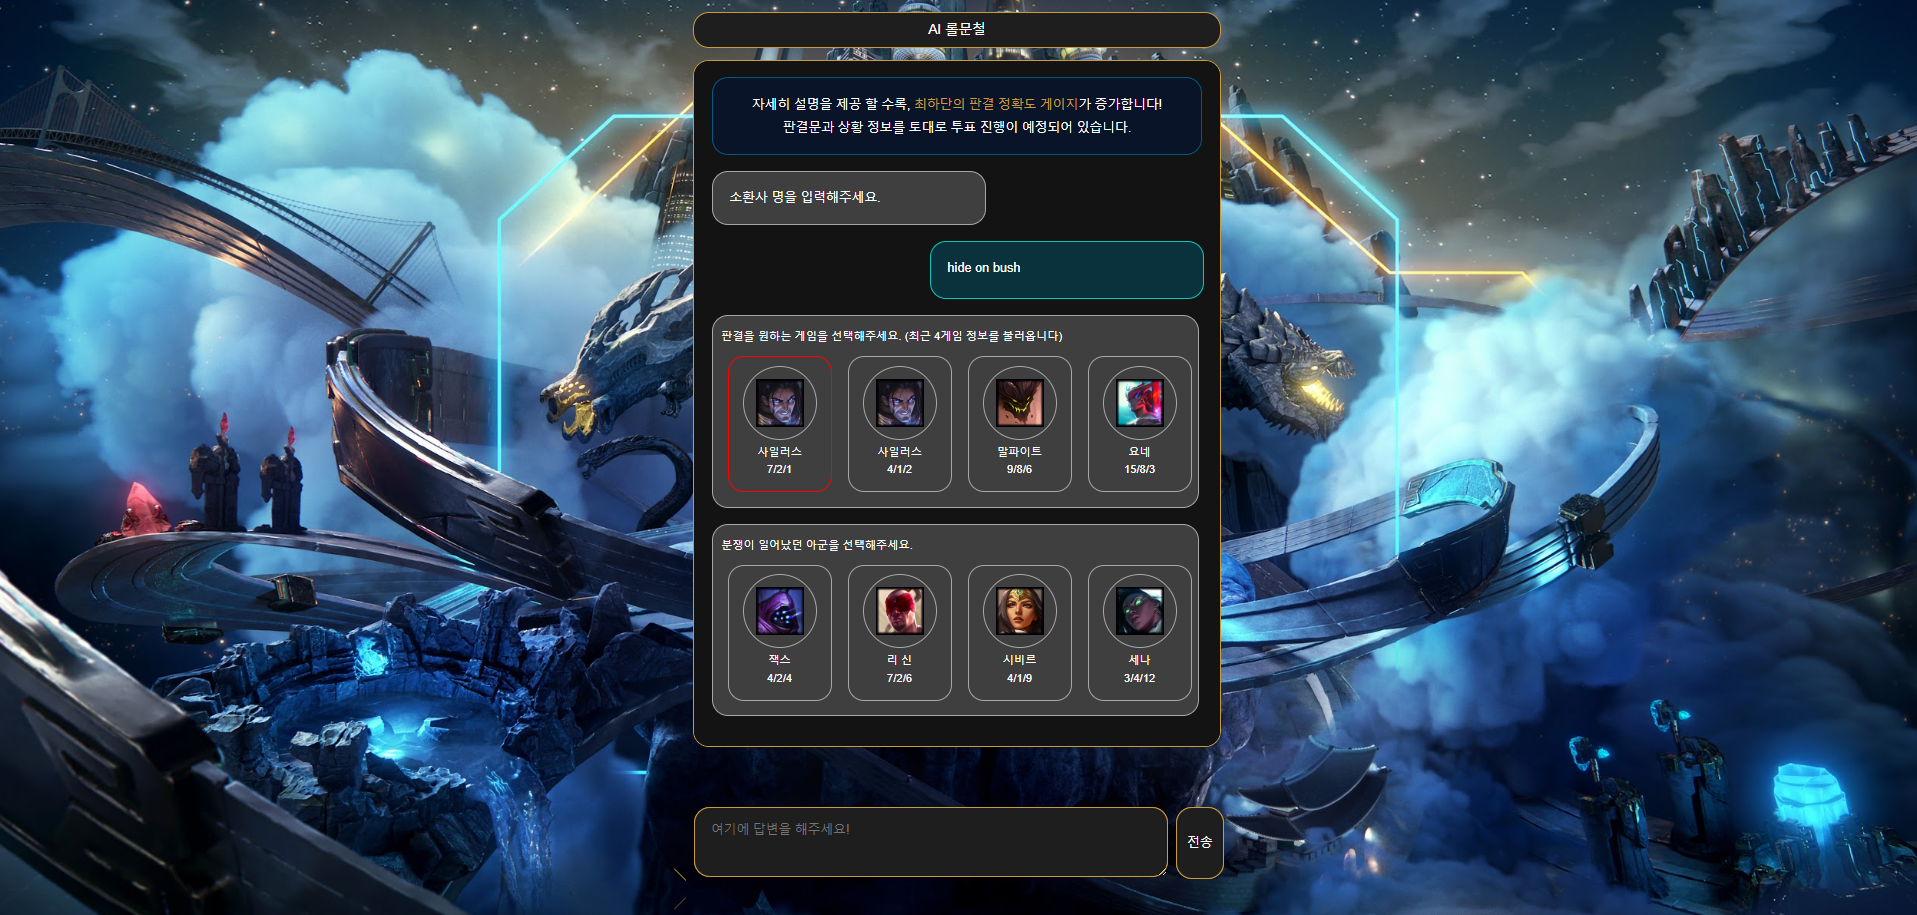 AI 롤문철
자세히 설명을 제공 할 수록, 최하단의 판결 정확도 게이지가 증가합니다!
판결문과 상황 정보를 토대로 투표 진행이 예정되어 있습니다.
소환사 명을 입력해주세요.
hide on bush
판결을 원하는 게임을 선택해주세요. (최근 4게임 정보를 불러옵니다)
사일러스
7/2/1
사일러스
4/1/2
말파이트
9/8/6
요네
15/8/3
분쟁이 일어났던 아군을 선택해주세요.
잭스
4/2/4
리 신
7/2/6
시비르
4/1/9
세나
3/4/12
여기에 답변을 해주세요!
전송